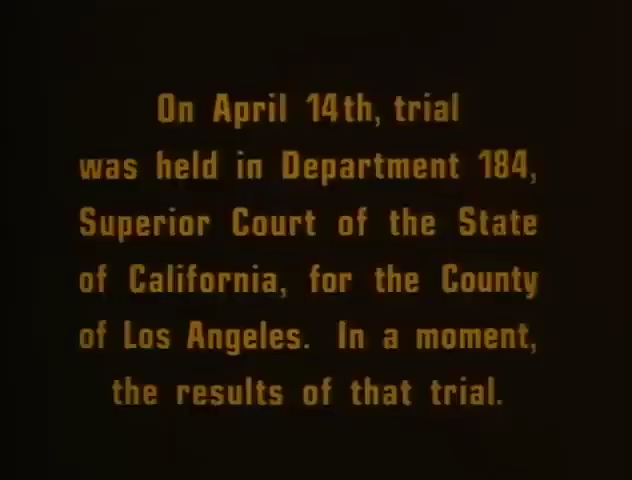 On April 14th, trial
was held in Department 184,
Superior Court of the State
of California, for the County
of Los Angeles. In a moment,
the results of that trial.